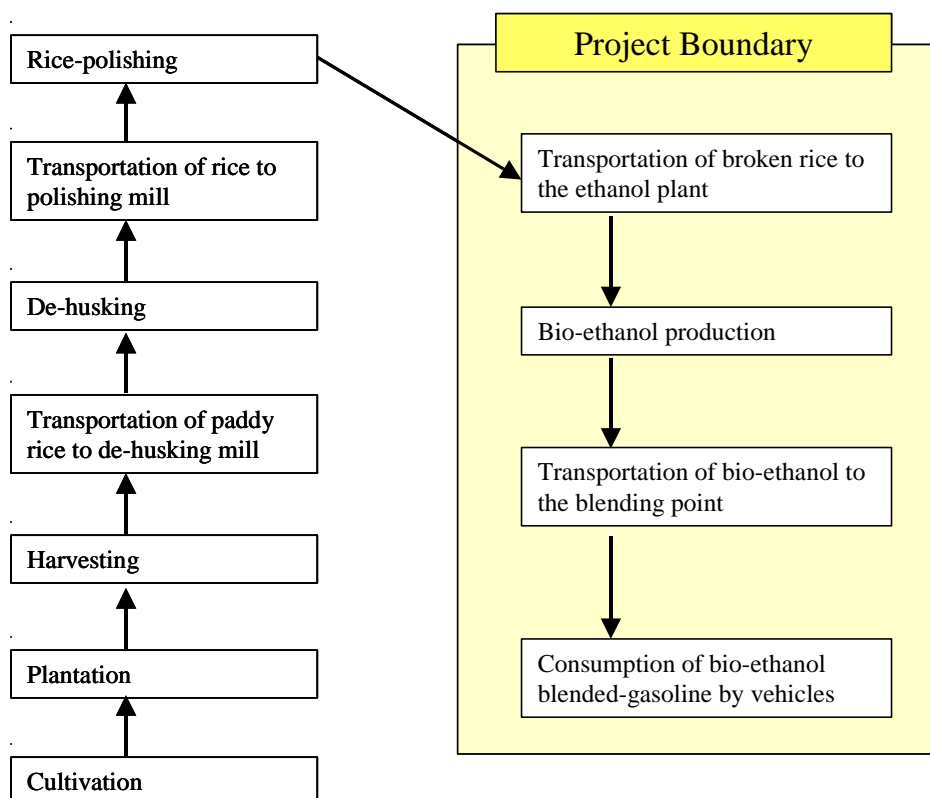 Rice-polishing
Transportation of rice to
polishing mill
De-husking
Transportation of paddy
rice to de-husking mill
Harvesting
Plantation
Cultivation
Project Boundary
Transportation of broken rice to
the ethanol plant
Bio-ethanol production
Transportation of bio-ethanol to
the blending point
Consumption of bio-ethanol
blended-gasoline by vehicles